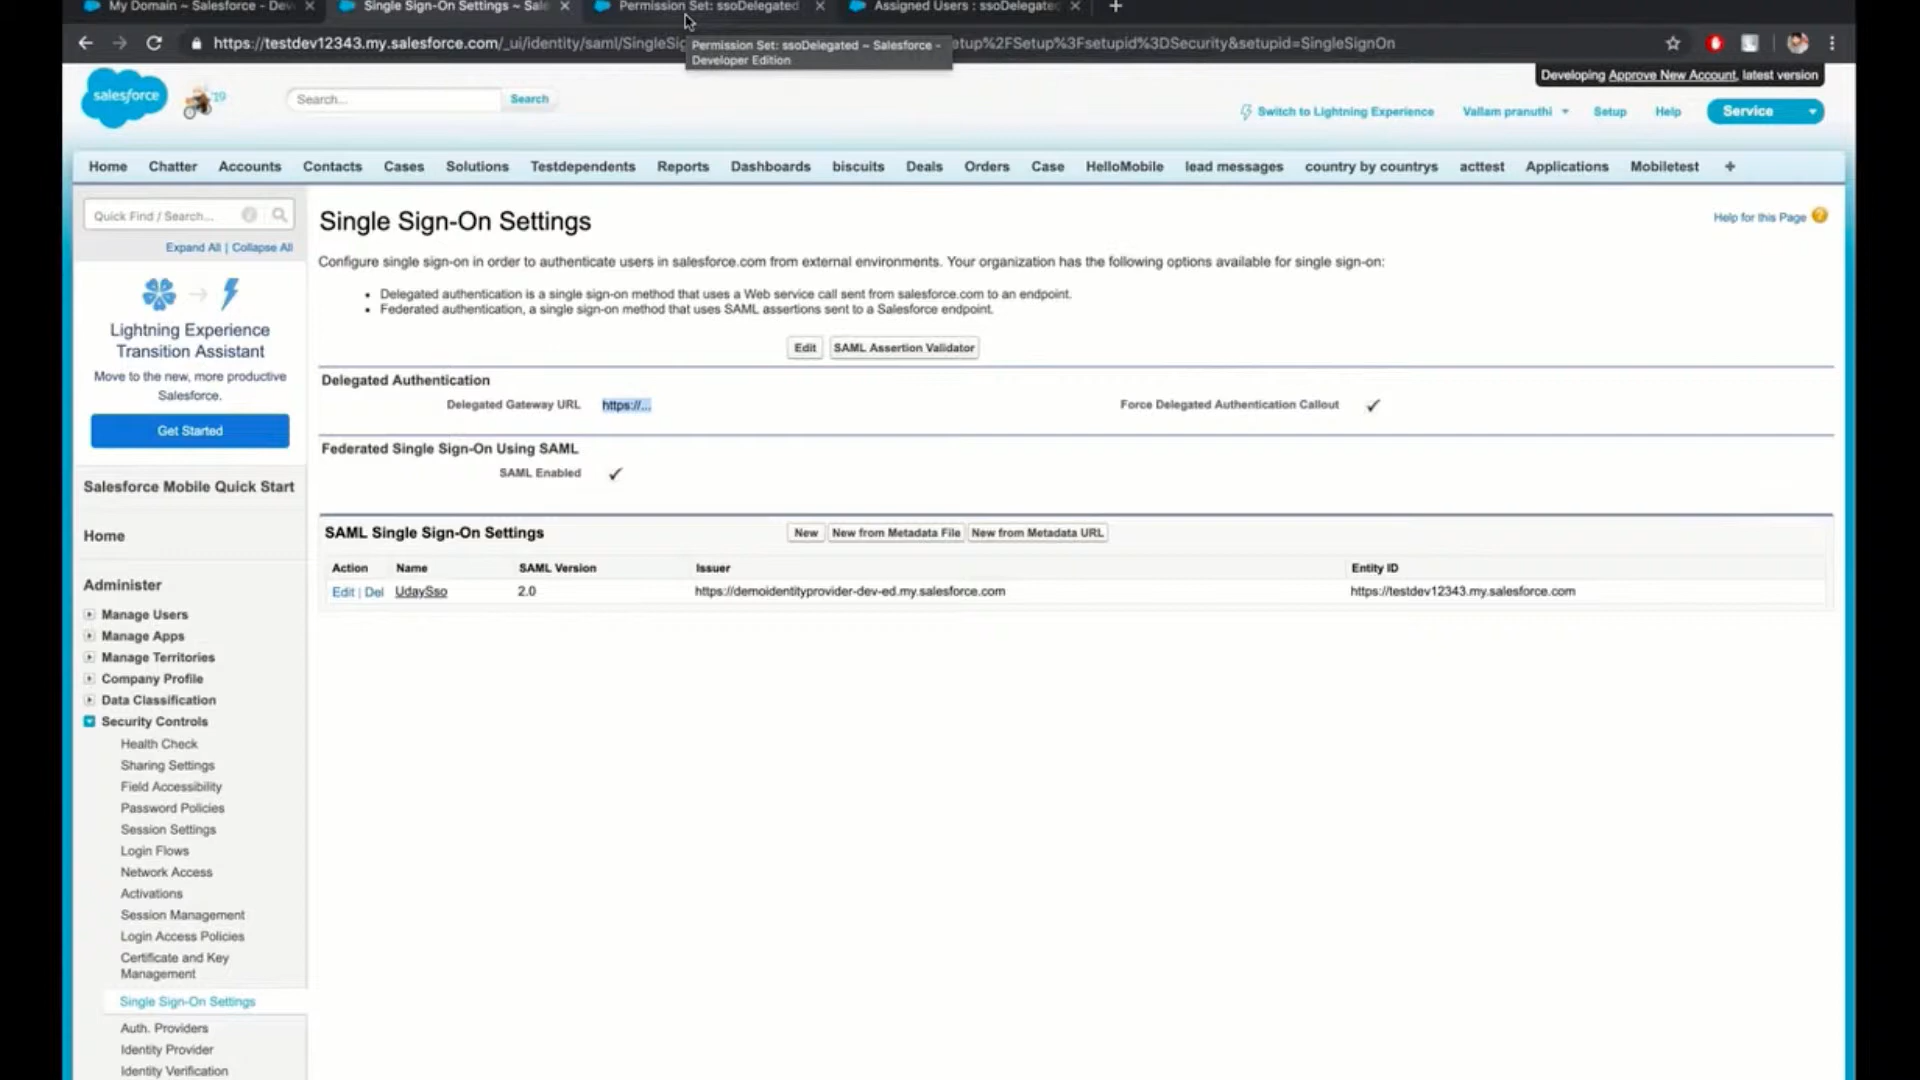 My Domain ~ Salesforce - Dev
Single Sign-On Settings ~ Sale
Permission Set: ssoDelegated
Assigned Users : ssoDelegated
https://testdev12343.my.salesforce.com/_ui/identity/saml/SingleSig
etup%2FSetup%3Fsetupid%3DSecurity&setupid=SingleSignOn
Permission Set: ssoDelegated ~ Salesforce -
Developer Edition
Developing Approve New Account, latest version
salesforce
'19
Search...
Search
Switch to Lightning Experience
Vallam pranuthi
Setup
Help
Service
Home
Chatter
Accounts
Contacts
Cases
Solutions
Testdependents
Reports
Dashboards
biscuits
Deals
Orders
Case
HelloMobile
lead messages
country by countrys
acttest
Applications
Mobiletest
+
Quick Find / Search...
Expand All | Collapse All
Lightning Experience
Transition Assistant
Move to the new, more productive
Salesforce.
Get Started
Salesforce Mobile Quick Start
Home
Administer
Manage Users
Manage Apps
Manage Territories
Company Profile
Data Classification
Security Controls
Health Check
Sharing Settings
Field Accessibility
Password Policies
Session Settings
Login Flows
Network Access
Activations
Session Management
Login Access Policies
Certificate and Key
Management
Single Sign-On Settings
Auth. Providers
Identity Provider
Identity Verification
Single Sign-On Settings
Help for this Page
Configure single sign-on in order to authenticate users in salesforce.com from external environments. Your organization has the following options available for single sign-on:
• Delegated authentication is a single sign-on method that uses a Web service call sent from salesforce.com to an endpoint.
• Federated authentication, a single sign-on method that uses SAML assertions sent to a Salesforce endpoint.
Edit
SAML Assertion Validator
Delegated Authentication
Delegated Gateway URL https://...
Force Delegated Authentication Callout ✓
Federated Single Sign-On Using SAML
SAML Enabled ✓
SAML Single Sign-On Settings
New
New from Metadata File
New from Metadata URL
Action Name SAML Version Issuer Entity ID
Edit | Del UdaySso 2.0 https://demoidentityprovider-dev-ed.my.salesforce.com https://testdev12343.my.salesforce.com